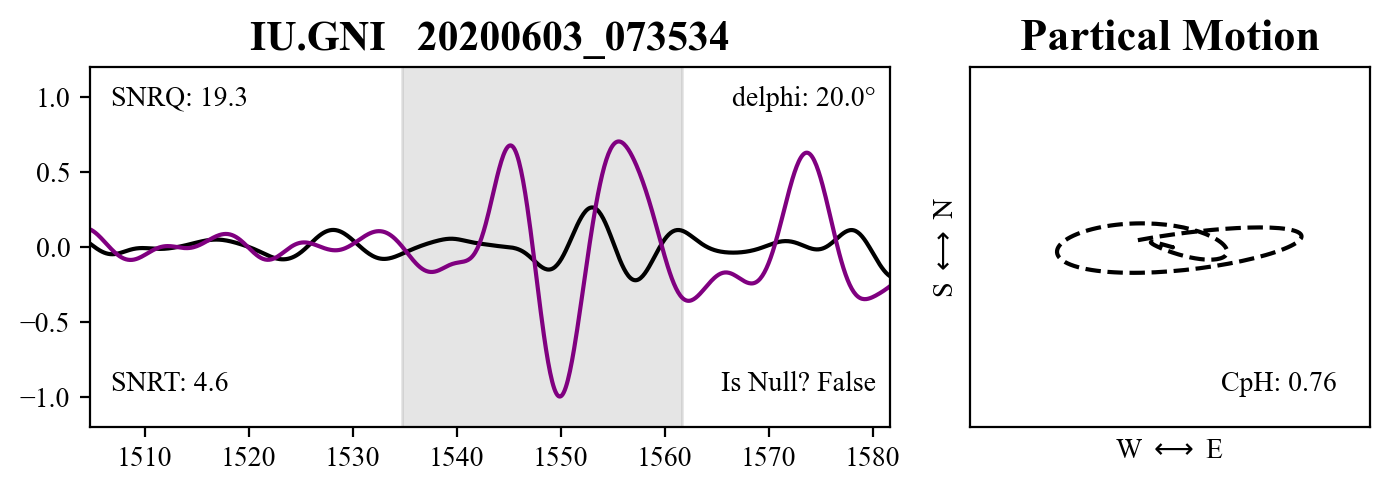 IU.GNI 20200603_073534
Partical Motion
SNRQ: 19.3
delphi: 20.0°
SNRT: 4.6
Is Null? False
1.0
0.5
0.0
−0.5
−1.0
1510 1520 1530 1540 1550 1560 1570 1580
S ⟷ N
CpH: 0.76
W ⟷ E